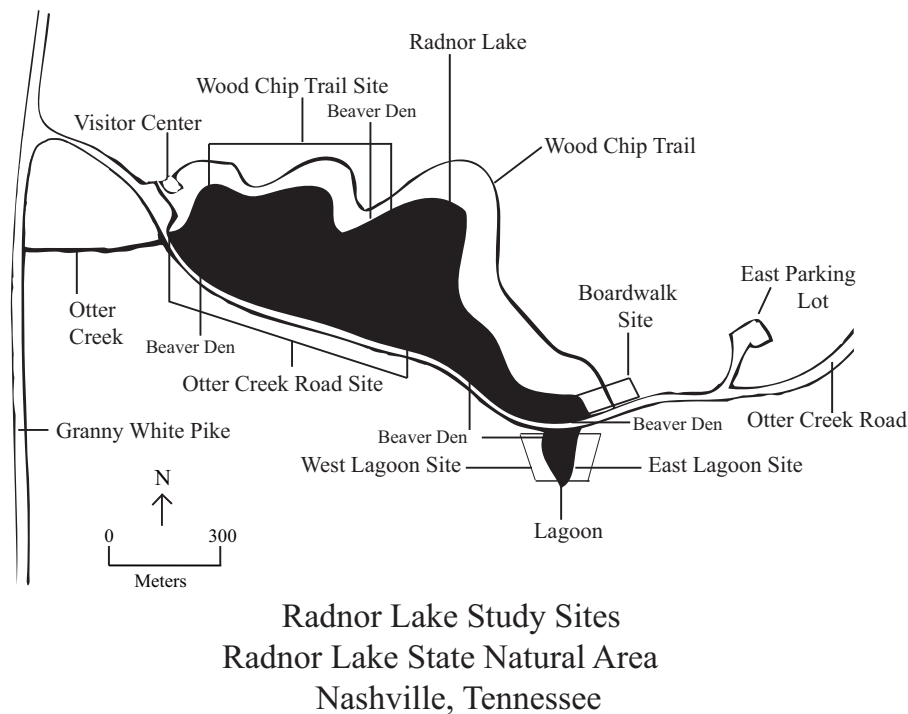 Radnor Lake
Wood Chip Trail Site
Beaver Den
Visitor Center
Wood Chip Trail
East Parking
Lot
Boardwalk
Site
Otter
Creek
Beaver Den
Otter Creek Road Site
Otter Creek Road
Beaver Den
Granny White Pike
Beaver Den
West Lagoon Site
East Lagoon Site
N
Lagoon
0
300
Meters
Radnor Lake Study Sites
Radnor Lake State Natural Area
Nashville, Tennessee